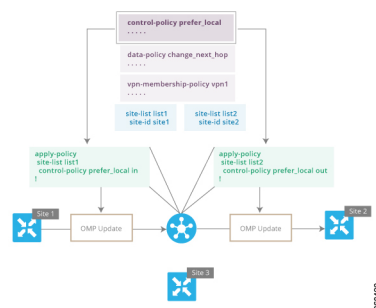 control-policy prefer_local
. . . . .
data-policy change_next_hop
. . . . .
vpn-membership-policy vpn1
. . . . .
site-list list1
site-id site1
site-list list2
site-id site2
apply-policy
site-list list1
control-policy prefer_local in
!
apply-policy
site-list list2
control-policy prefer_local out
!
Site 1
OMP Update
OMP Update
Site 2
Site 3